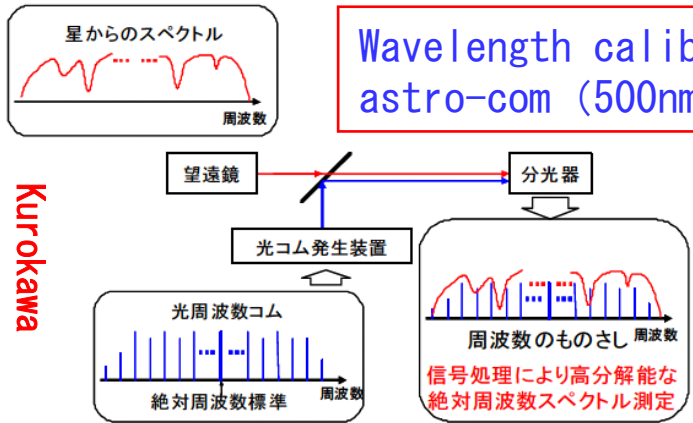 星からのスペクトル
周波数
Wavelength calib
astro-com (500nm
望遠鏡
分光器
光コム発生装置
Kurokawa
光周波数コム
周波数
絶対周波数標準
周波数のものさし
周波数
信号処理により高分解能な
絶対周波数スペクトル測定